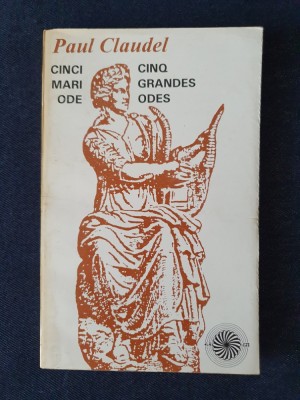 Paul Claudel
CINCI
MARI
ODE
CINQ
GRANDES
ODES